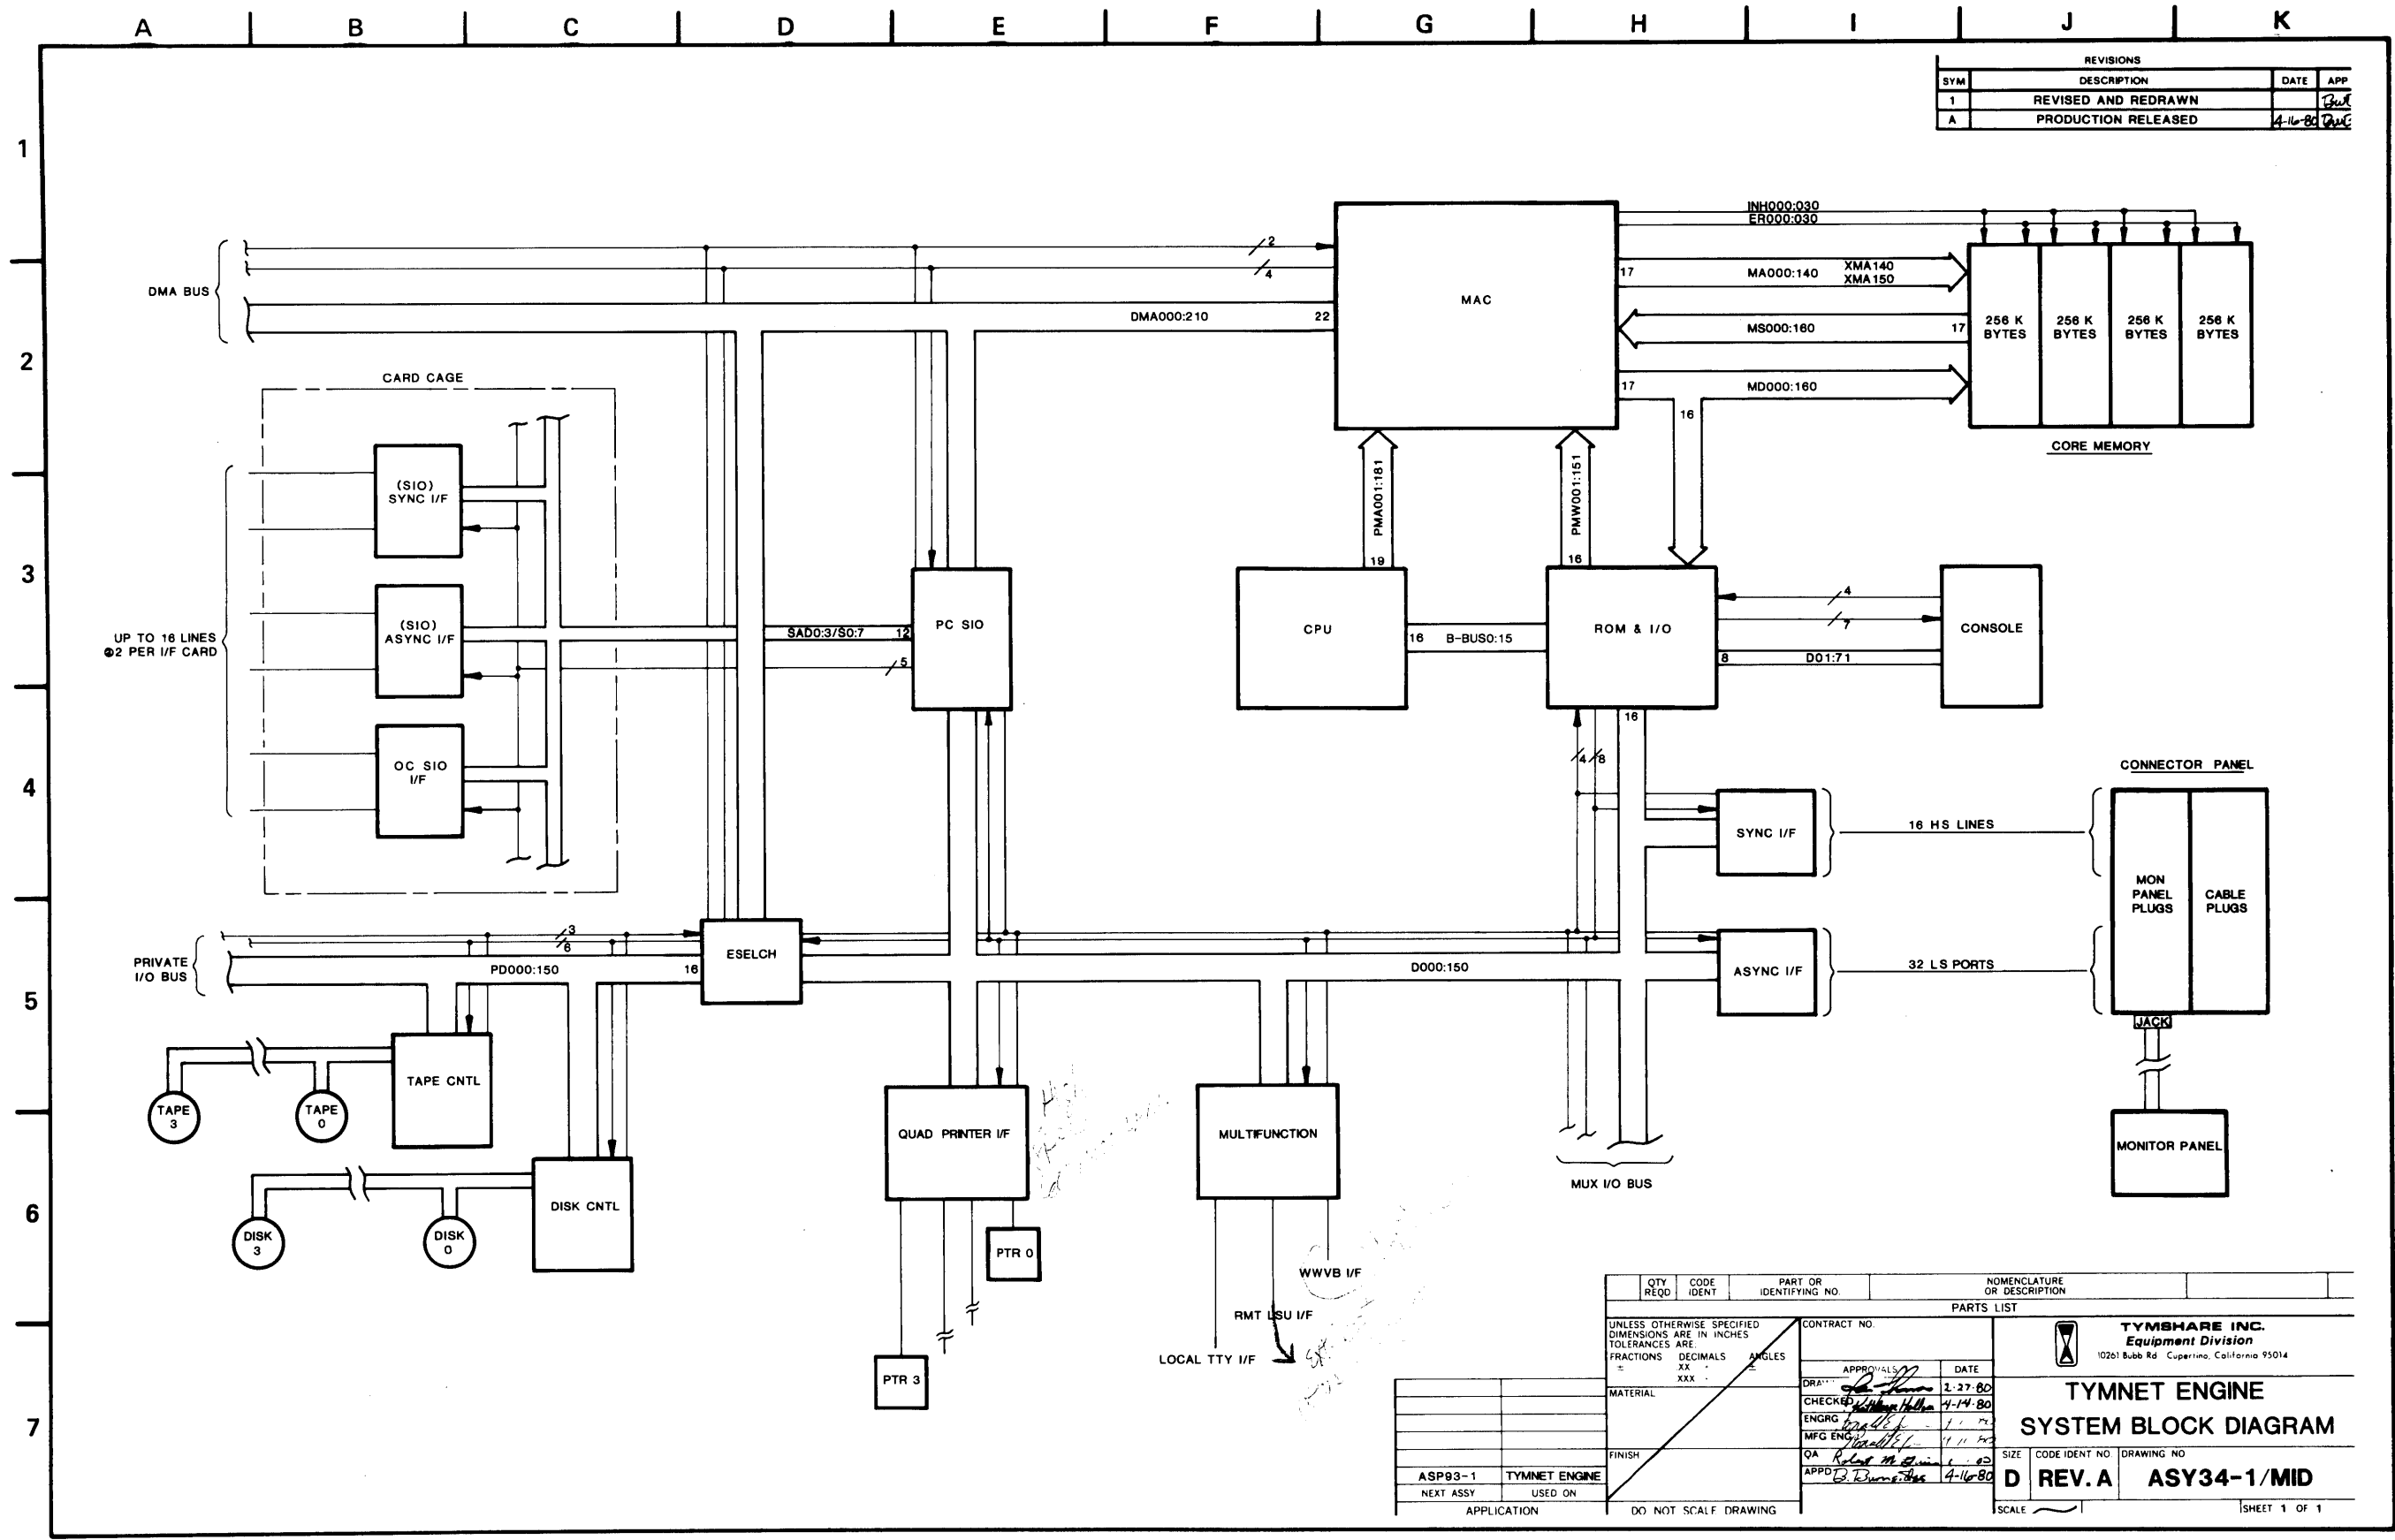 A B C D E F G H I J K
1
2
3
4
5
6
7
REVISIONS
SYM DESCRIPTION DATE APP
1 REVISED AND REDRAWN
A PRODUCTION RELEASED 4-16-80
DMA BUS
2
4
DMA000:210 22
MAC
INH000:030
ER000:030
17 MA000:140 XMA140
XMA150
MS000:160 17
17 MD000:160
16
256 K
BYTES
256 K
BYTES
256 K
BYTES
256 K
BYTES
CORE MEMORY
CARD CAGE
(SIO)
SYNC I/F
(SIO)
ASYNC I/F
OC SIO
I/F
UP TO 16 LINES
@2 PER I/F CARD
SAD0:3/S0:7 12
5
PC SIO
PMA001:181
19
PMW001:151
16
CPU
16 B-BUS0:15
ROM & I/O
4
7
8 D01:71
CONSOLE
16
4 8
SYNC I/F
16 HS LINES
CONNECTOR PANEL
MON
PANEL
PLUGS
CABLE
PLUGS
JACK
MONITOR PANEL
PRIVATE
I/O BUS
3
6
PD000:150 16
ESELCH
D000:150
ASYNC I/F
32 LS PORTS
TAPE CNTL
TAPE
3
TAPE
0
DISK CNTL
DISK
3
DISK
0
QUAD PRINTER I/F
PTR 0
PTR 3
MULTIFUNCTION
WWVB I/F
RMT LSU I/F
LOCAL TTY I/F
MUX I/O BUS
QTY
REQD
CODE
IDENT
PART OR
IDENTIFYING NO.
NOMENCLATURE
OR DESCRIPTION
PARTS LIST
UNLESS OTHERWISE SPECIFIED
DIMENSIONS ARE IN INCHES
TOLERANCES ARE:
FRACTIONS DECIMALS ANGLES
± XX · ±
XXX ·
MATERIAL
FINISH
DO NOT SCALE DRAWING
CONTRACT NO.
APPROVALS DATE
DRAWN 2-27-80
CHECKED 4-14-80
ENGRG
MFG ENG
QA
APPD 4-16-80
TYMSHARE INC.
Equipment Division
10261 Bubb Rd Cupertino, California 95014
TYMNET ENGINE
SYSTEM BLOCK DIAGRAM
SIZE CODE IDENT NO. DRAWING NO
D REV. A ASY34-1/MID
SCALE SHEET 1 OF 1
ASP93-1 TYMNET ENGINE
NEXT ASSY USED ON
APPLICATION